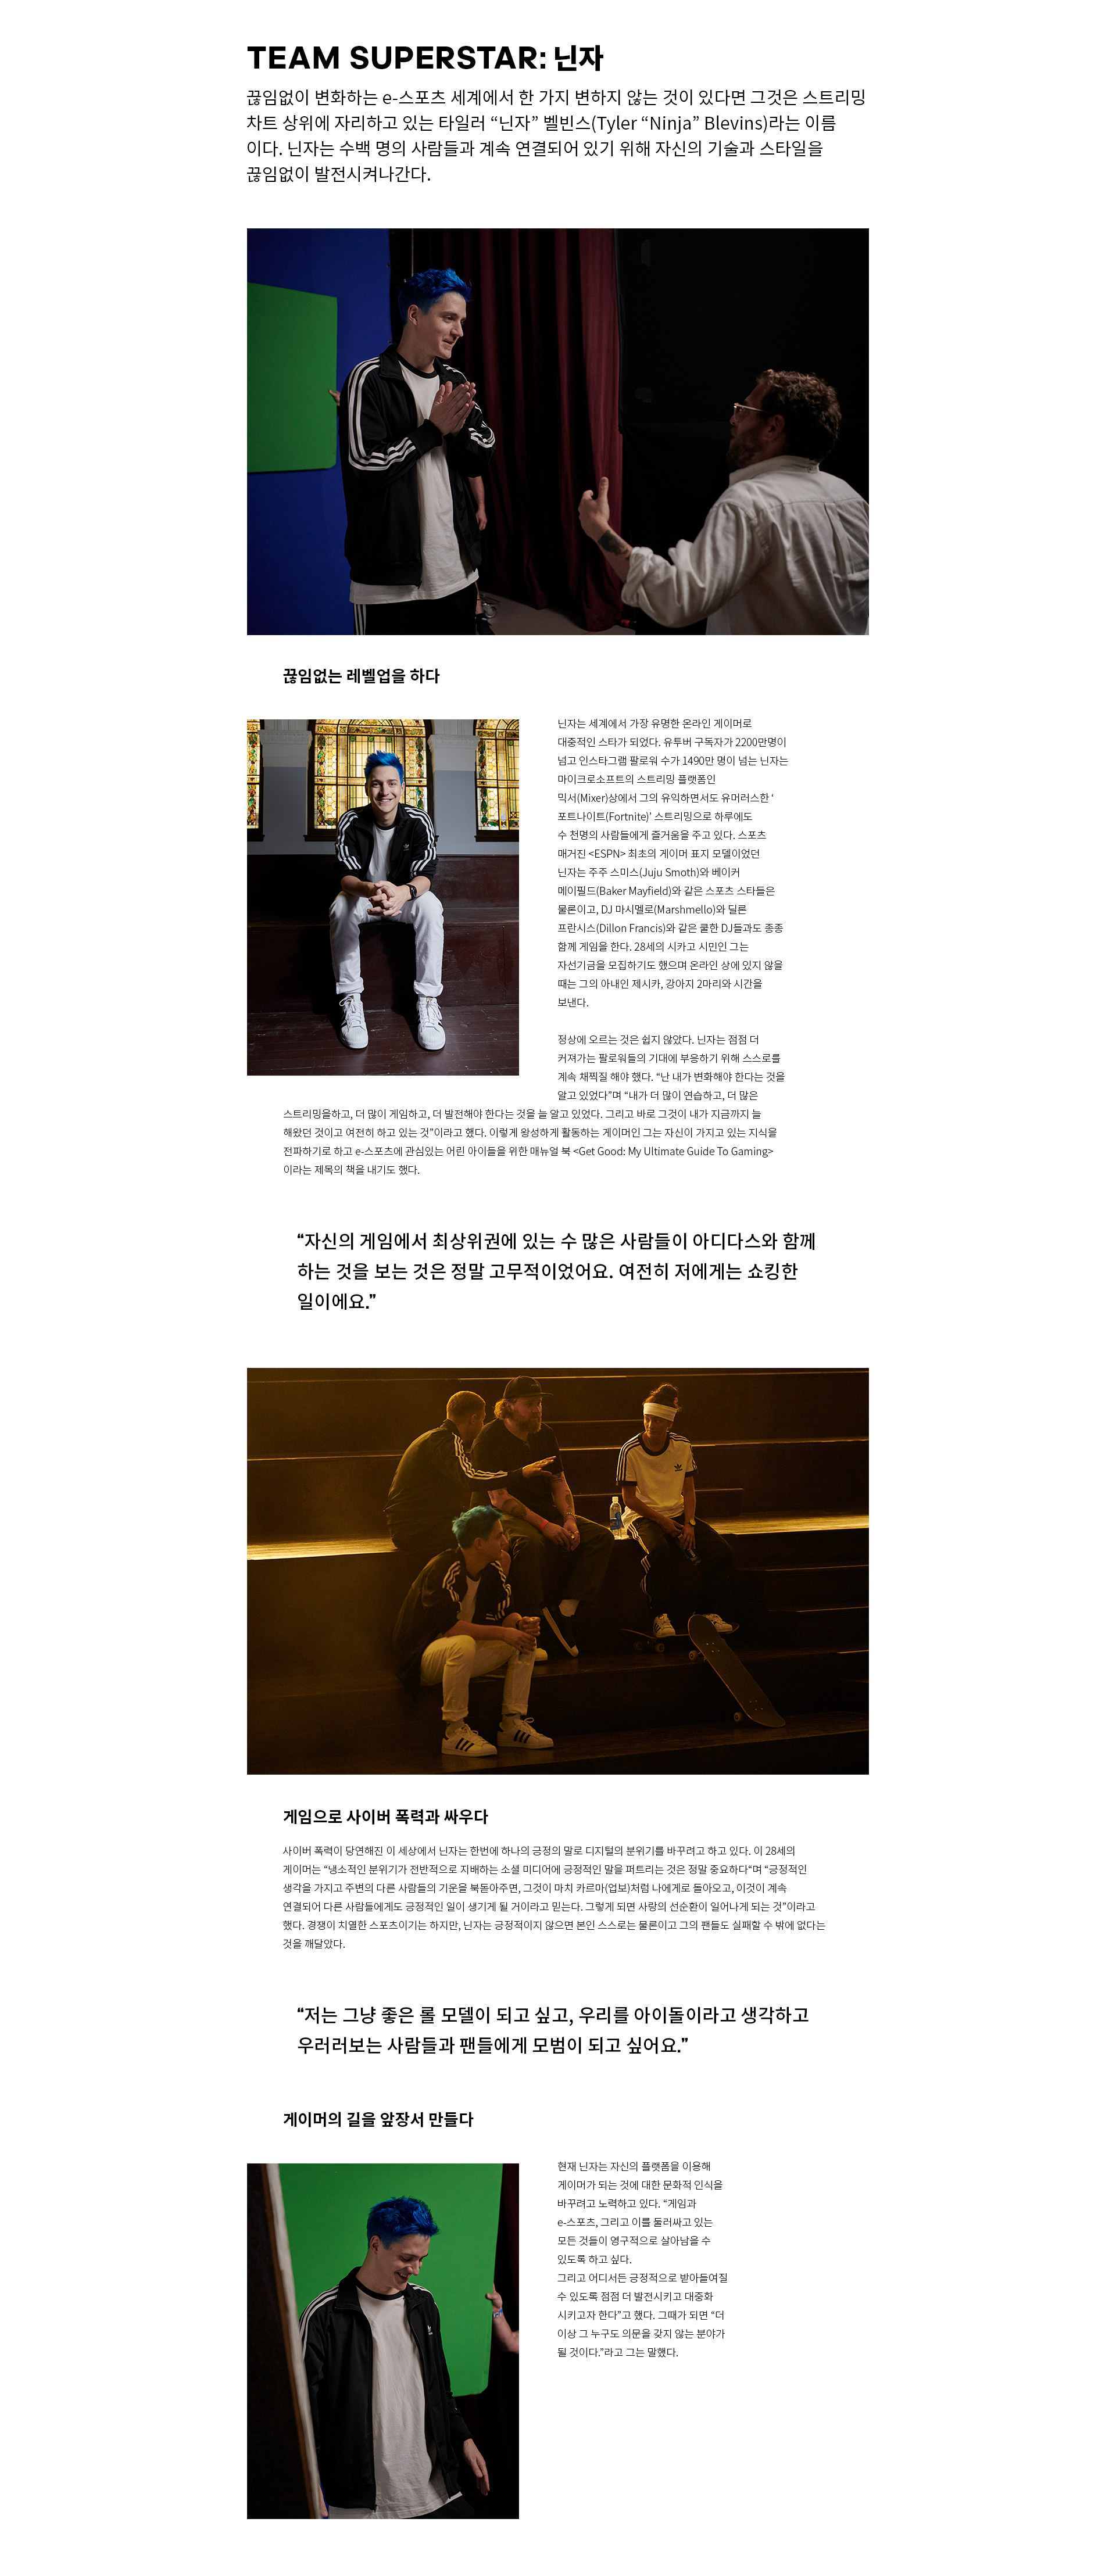 TEAM SUPERSTAR: 닌자
끊임없이 변화하는 e-스포츠 세계에서 한 가지 변하지 않는 것이 있다면 그것은 스트리밍
차트 상위에 자리하고 있는 타일러 “닌자” 벨빈스(Tyler “Ninja” Blevins)라는 이름
이다. 닌자는 수백 명의 사람들과 계속 연결되어 있기 위해 자신의 기술과 스타일을
끊임없이 발전시켜나간다.
끊임없는 레벨업을 하다
닌자는 세계에서 가장 유명한 온라인 게이머로
대중적인 스타가 되었다. 유투버 구독자가 2200만명이
넘고 인스타그램 팔로워 수가 1490만 명이 넘는 닌자는
마이크로소프트의 스트리밍 플랫폼인
믹서(Mixer)상에서 그의 유익하면서도 유머러스한 ‘
포트나이트(Fortnite)’ 스트리밍으로 하루에도
수 천명의 사람들에게 즐거움을 주고 있다. 스포츠
매거진 <ESPN> 최초의 게이머 표지 모델이었던
닌자는 주주 스미스(Juju Smoth)와 베이커
메이필드(Baker Mayfield)와 같은 스포츠 스타들은
물론이고, DJ 마시멜로(Marshmello)와 딜론
프란시스(Dillon Francis)와 같은 쿨한 DJ들과도 종종
함께 게임을 한다. 28세의 시카고 시민인 그는
자선기금을 모집하기도 했으며 온라인 상에 있지 않을
때는 그의 아내인 제시카, 강아지 2마리와 시간을
보낸다.
정상에 오르는 것은 쉽지 않았다. 닌자는 점점 더
커져가는 팔로워들의 기대에 부응하기 위해 스스로를
계속 채찍질 해야 했다. “난 내가 변화해야 한다는 것을
알고 있었다”며 “내가 더 많이 연습하고, 더 많은
스트리밍을하고, 더 많이 게임하고, 더 발전해야 한다는 것을 늘 알고 있었다. 그리고 바로 그것이 내가 지금까지 늘
해왔던 것이고 여전히 하고 있는 것”이라고 했다. 이렇게 왕성하게 활동하는 게이머인 그는 자신이 가지고 있는 지식을
전파하기로 하고 e-스포츠에 관심있는 어린 아이들을 위한 매뉴얼 북 <Get Good: My Ultimate Guide To Gaming>
이라는 제목의 책을 내기도 했다.
“자신의 게임에서 최상위권에 있는 수 많은 사람들이 아디다스와 함께
하는 것을 보는 것은 정말 고무적이었어요. 여전히 저에게는 쇼킹한
일이에요.”
게임으로 사이버 폭력과 싸우다
사이버 폭력이 당연해진 이 세상에서 닌자는 한번에 하나의 긍정의 말로 디지털의 분위기를 바꾸려고 하고 있다. 이 28세의
게이머는 “냉소적인 분위기가 전반적으로 지배하는 소셜 미디어에 긍정적인 말을 퍼트리는 것은 정말 중요하다“며 “긍정적인
생각을 가지고 주변의 다른 사람들의 기운을 북돋아주면, 그것이 마치 카르마(업보)처럼 나에게로 돌아오고, 이것이 계속
연결되어 다른 사람들에게도 긍정적인 일이 생기게 될 거이라고 믿는다. 그렇게 되면 사랑의 선순환이 일어나게 되는 것”이라고
했다. 경쟁이 치열한 스포츠이기는 하지만, 닌자는 긍정적이지 않으면 본인 스스로는 물론이고 그의 팬들도 실패할 수 밖에 없다는
것을 깨달았다.
“저는 그냥 좋은 롤 모델이 되고 싶고, 우리를 아이돌이라고 생각하고
우러러보는 사람들과 팬들에게 모범이 되고 싶어요.”
게이머의 길을 앞장서 만들다
현재 닌자는 자신의 플랫폼을 이용해
게이머가 되는 것에 대한 문화적 인식을
바꾸려고 노력하고 있다. “게임과
e-스포츠, 그리고 이를 둘러싸고 있는
모든 것들이 영구적으로 살아남을 수
있도록 하고 싶다.
그리고 어디서든 긍정적으로 받아들여질
수 있도록 점점 더 발전시키고 대중화
시키고자 한다”고 했다. 그때가 되면 “더
이상 그 누구도 의문을 갖지 않는 분야가
될 것이다.”라고 그는 말했다.